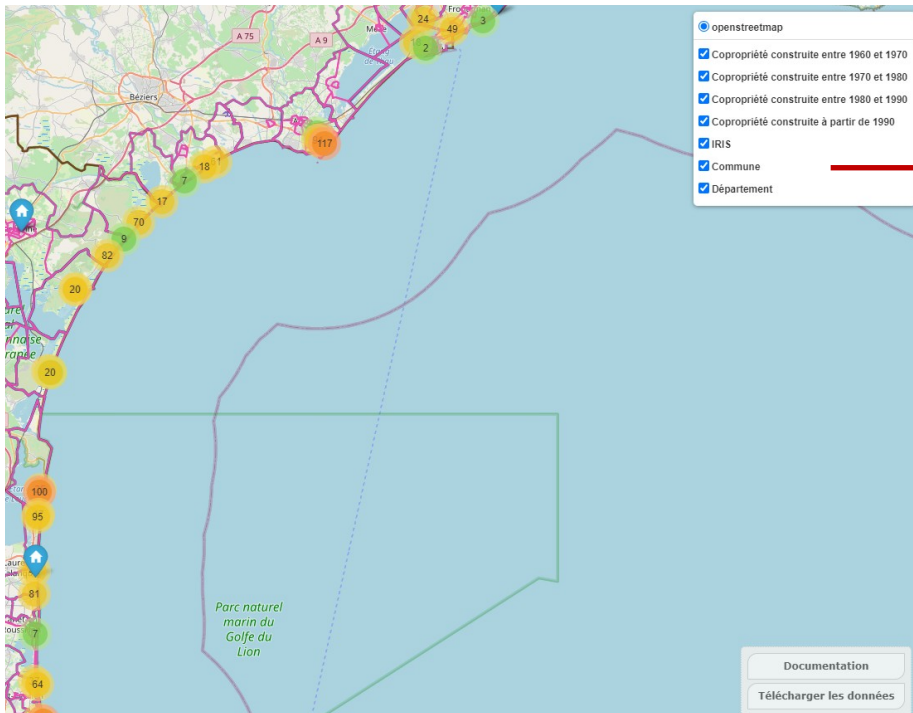 24
3
49
2
Mèze
A 75
A 9
Béziers
117
18
7
17
70
9
82
20
20
100
95
81
7
64
Parc naturel
marin du
Golfe du
Lion
openstreetmap
Copropriété construite entre 1960 et 1970
Copropriété construite entre 1970 et 1980
Copropriété construite entre 1980 et 1990
Copropriété construite à partir de 1990
IRIS
Commune
Département
Documentation
Télécharger les données